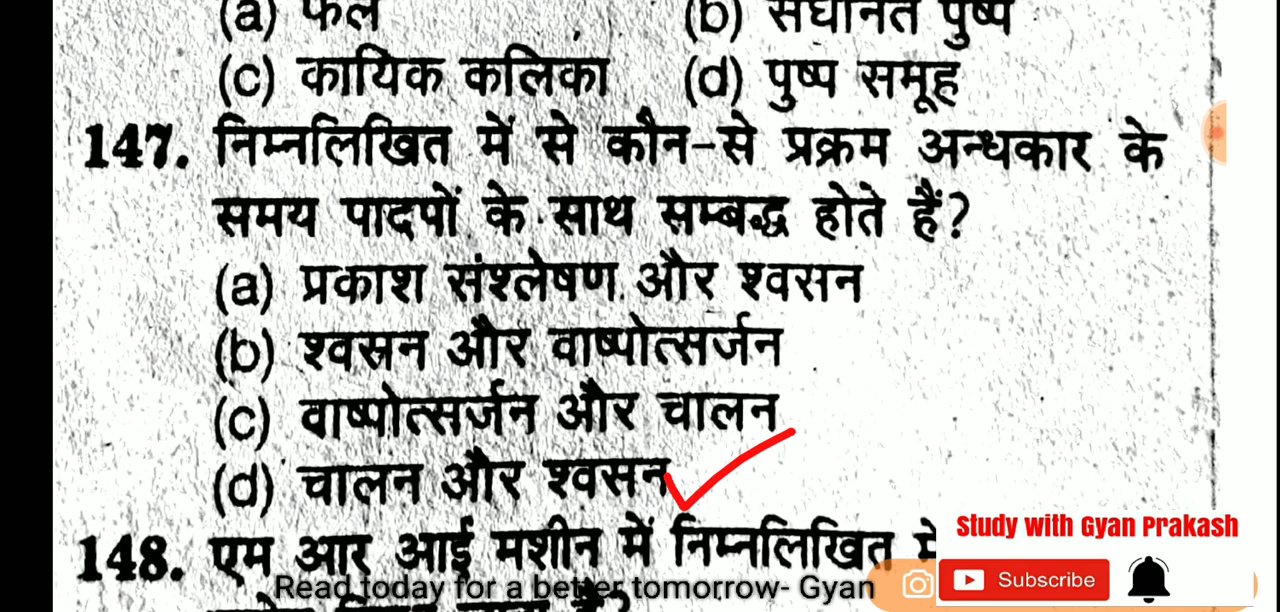 (a) फल (b) संघनित पुष्प
(c) कायिक कलिका (d) पुष्प समूह
147. निम्नलिखित में से कौन-से प्रक्रम अन्धकार के
समय पादपों के साथ सम्बद्ध होते हैं?
(a) प्रकाश संश्लेषण और श्वसन
(b) श्वसन और वाष्पोत्सर्जन
(c) वाष्पोत्सर्जन और चालन
(d) चालन और श्वसन
148. एम आर आई मशीन में निम्नलिखित में
Study with Gyan Prakash
Read today for a better tomorrow- Gyan
Subscribe